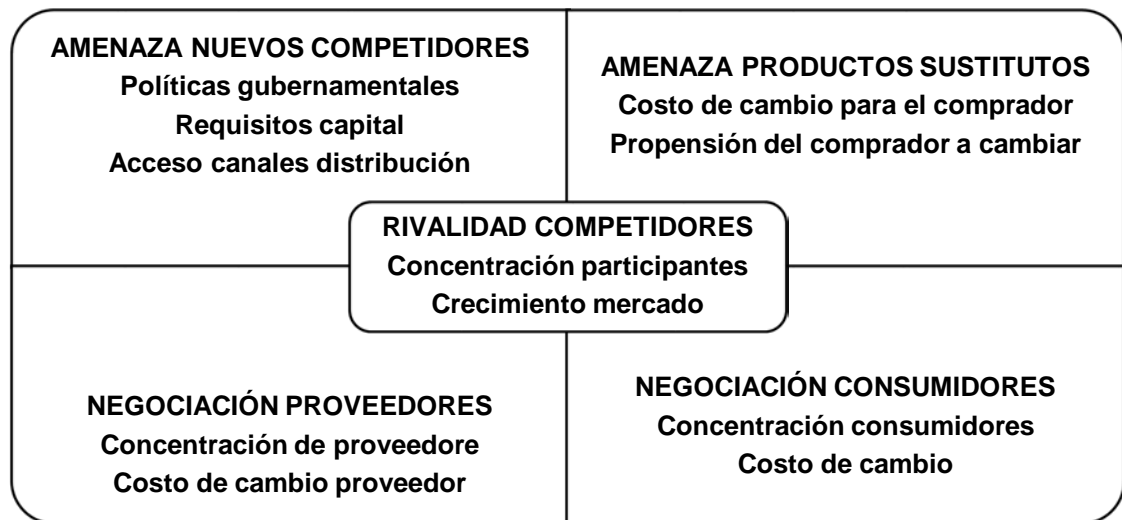 AMENAZA NUEVOS COMPETIDORES
Políticas gubernamentales
Requisitos capital
Acceso canales distribución
AMENAZA PRODUCTOS SUSTITUTOS
Costo de cambio para el comprador
Propensión del comprador a cambiar
RIVALIDAD COMPETIDORES
Concentración participantes
Crecimiento mercado
NEGOCIACIÓN PROVEEDORES
Concentración de proveedore
Costo de cambio proveedor
NEGOCIACIÓN CONSUMIDORES
Concentración consumidores
Costo de cambio